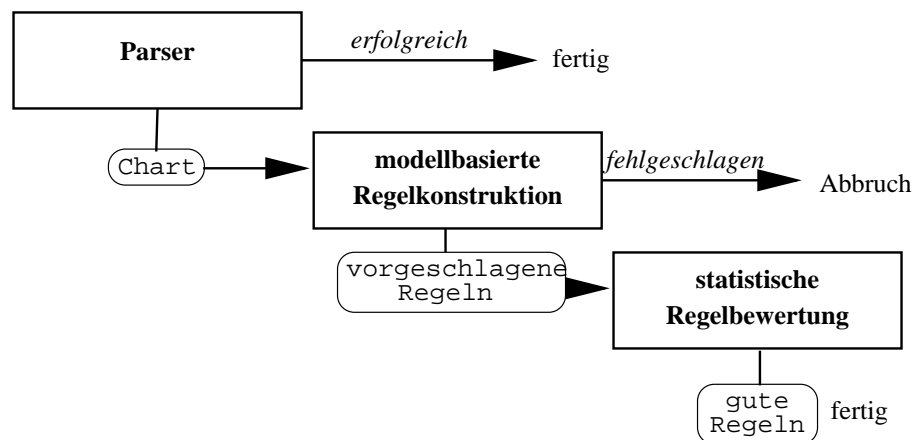 Parser
erfolgreich
fertig
Chart
modellbasierte
Regelkonstruktion
fehlgeschlagen
Abbruch
vorgeschlagene
Regeln
statistische
Regelbewertung
gute
Regeln
fertig